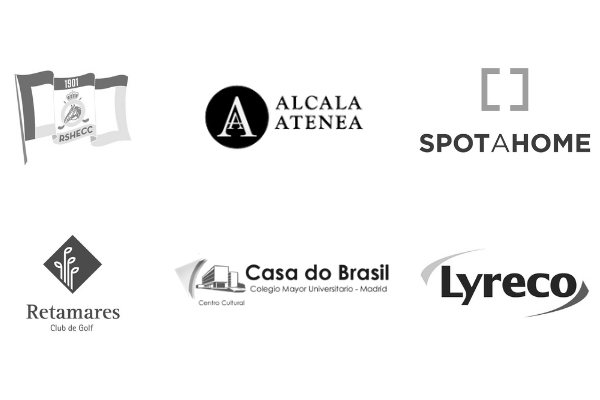 1901
RSHECC
A
ALCALA
ATENEA
SPOTAHOME
Retamares
Club de Golf
Casa do Brasil
Colegio Mayor Universitario - Madrid
Centro Cultural
Lyreco